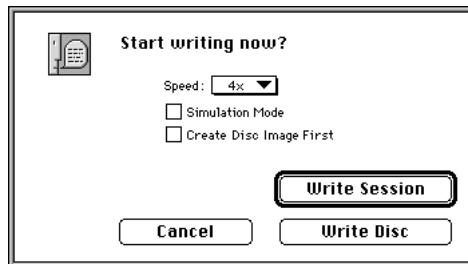 Start writing now?
Speed: 4x
Simulation Mode
Create Disc Image First
Write Session
Cancel Write Disc